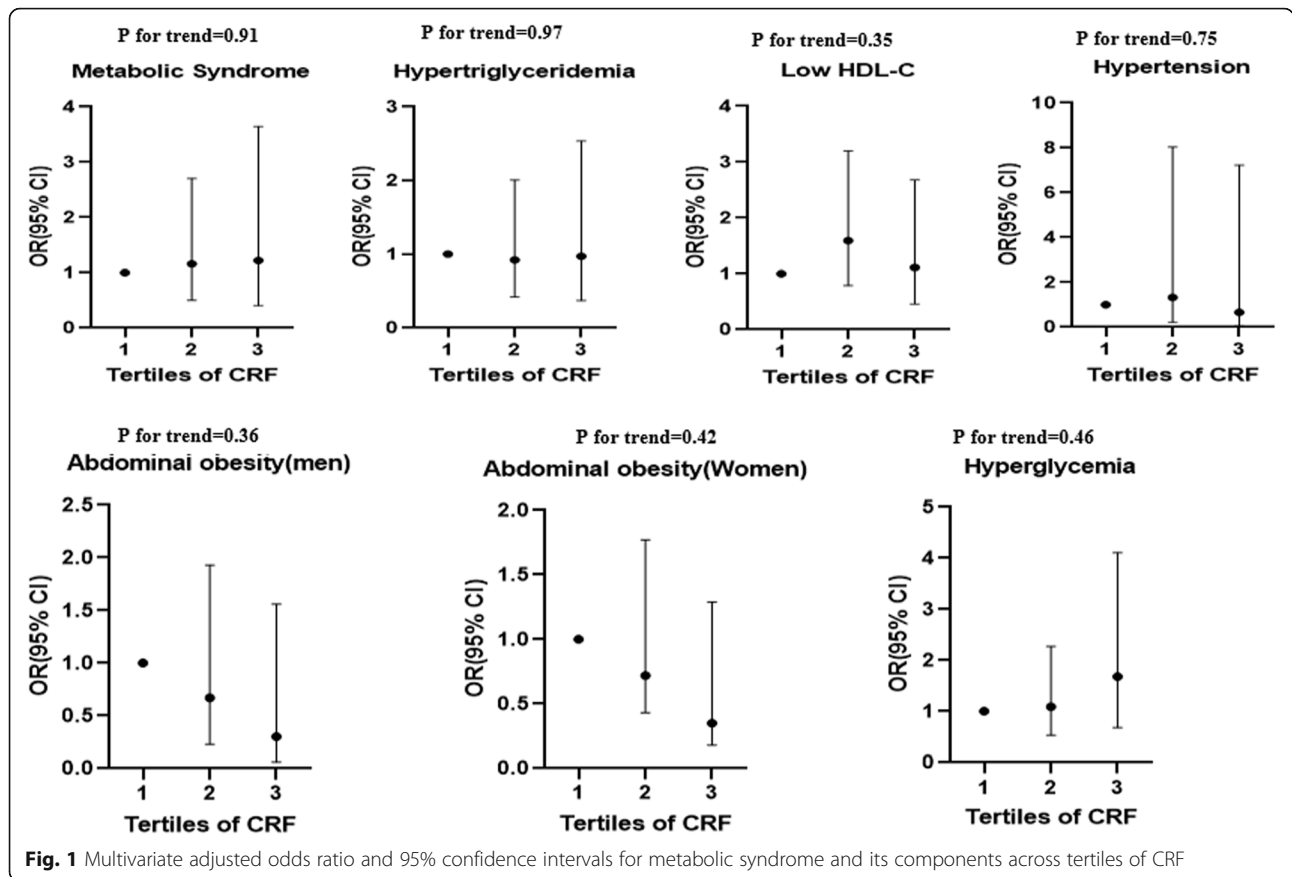 P for trend=0.91
Metabolic Syndrome
OR(95% CI)
4
3
2
1
0
1 2 3
Tertiles of CRF
P for trend=0.97
Hypertriglyceridemia
OR(95% CI)
3
2
1
0
1 2 3
Tertiles of CRF
P for trend=0.35
Low HDL-C
OR(95% CI)
4
3
2
1
0
1 2 3
Tertiles of CRF
P for trend=0.75
Hypertension
OR(95% CI)
10
8
6
4
2
0
1 2 3
Tertiles of CRF
P for trend=0.36
Abdominal obesity(men)
OR(95% CI)
2.5
2.0
1.5
1.0
0.5
0.0
1 2 3
Tertiles of CRF
P for trend=0.42
Abdominal obesity(Women)
OR(95% CI)
2.0
1.5
1.0
0.5
0.0
1 2 3
Tertiles of CRF
P for trend=0.46
Hyperglycemia
OR(95% CI)
5
4
3
2
1
0
1 2 3
Tertiles of CRF
Fig. 1 Multivariate adjusted odds ratio and 95% confidence intervals for metabolic syndrome and its components across tertiles of CRF